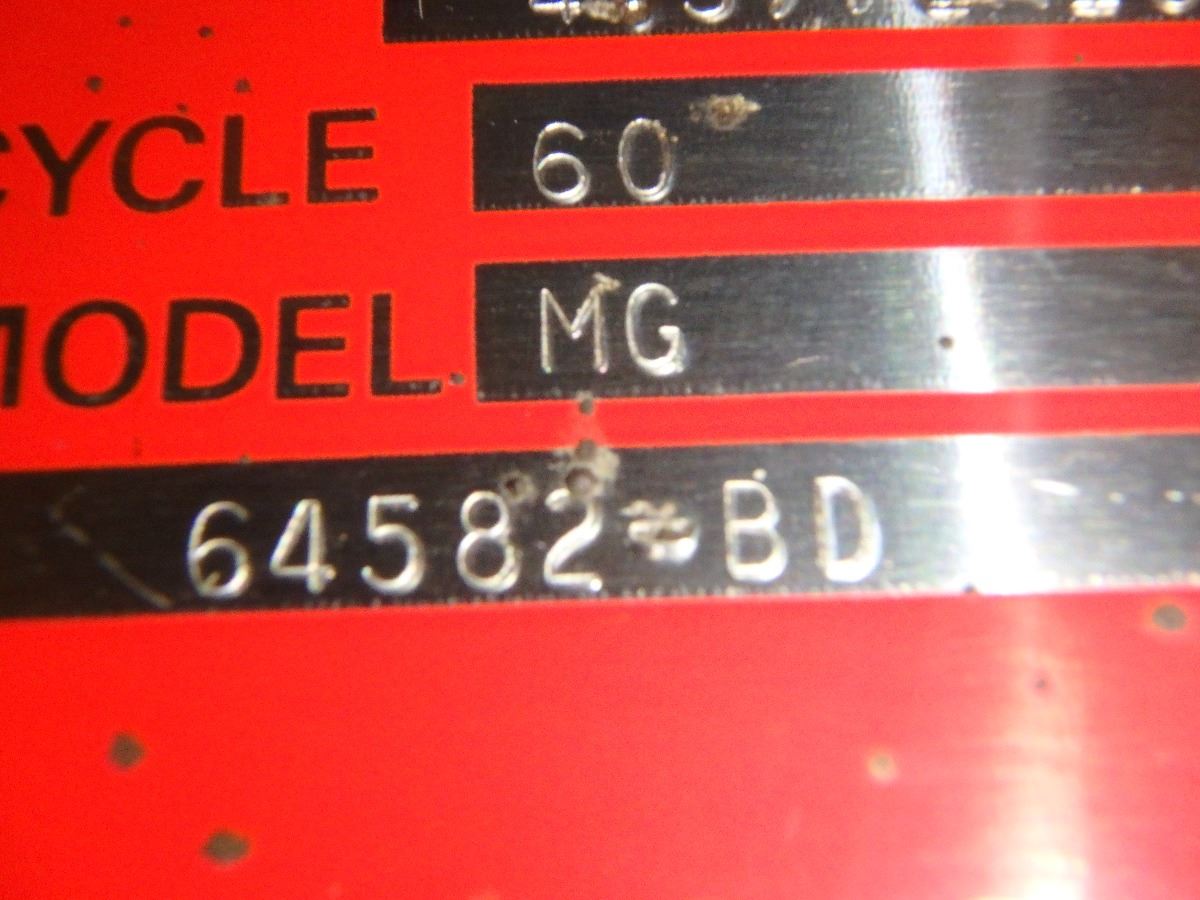 CYCLE 60
MODEL MG
64582-BD